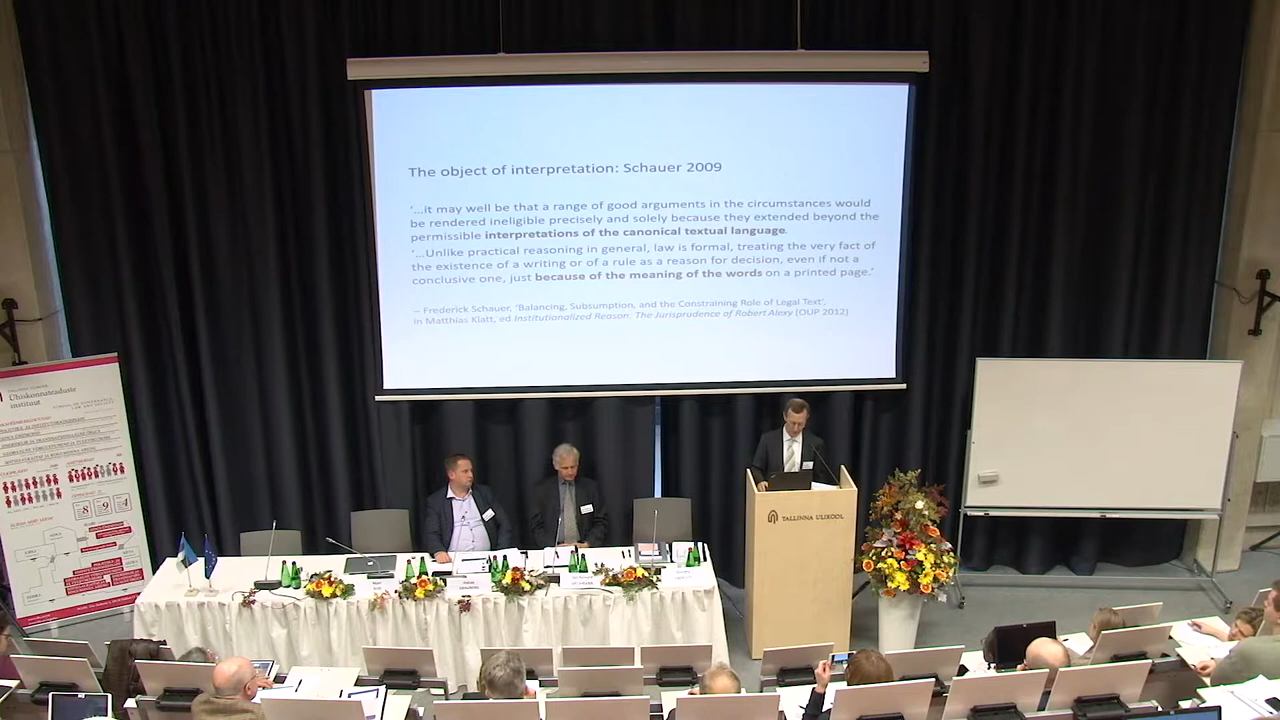 The object of interpretation: Schauer 2009
'...it may well be that a range of good arguments in the circumstances would
be rendered ineligible precisely and solely because they extended beyond the
permissible interpretations of the canonical textual language.
'...Unlike practical reasoning in general, law is formal, treating the very fact of
the existence of a writing or of a rule as a reason for decision, even if not a
conclusive one, just because of the meaning of the words on a printed page.'
– Frederick Schauer, 'Balancing, Subsumption, and the Constraining Role of Legal Text',
in Matthias Klatt, ed Institutionalized Reason: The Jurisprudence of Robert Alexy (OUP 2012)
Ühiskonnateaduste
instituut
TALLINNA ÜLIKOOL